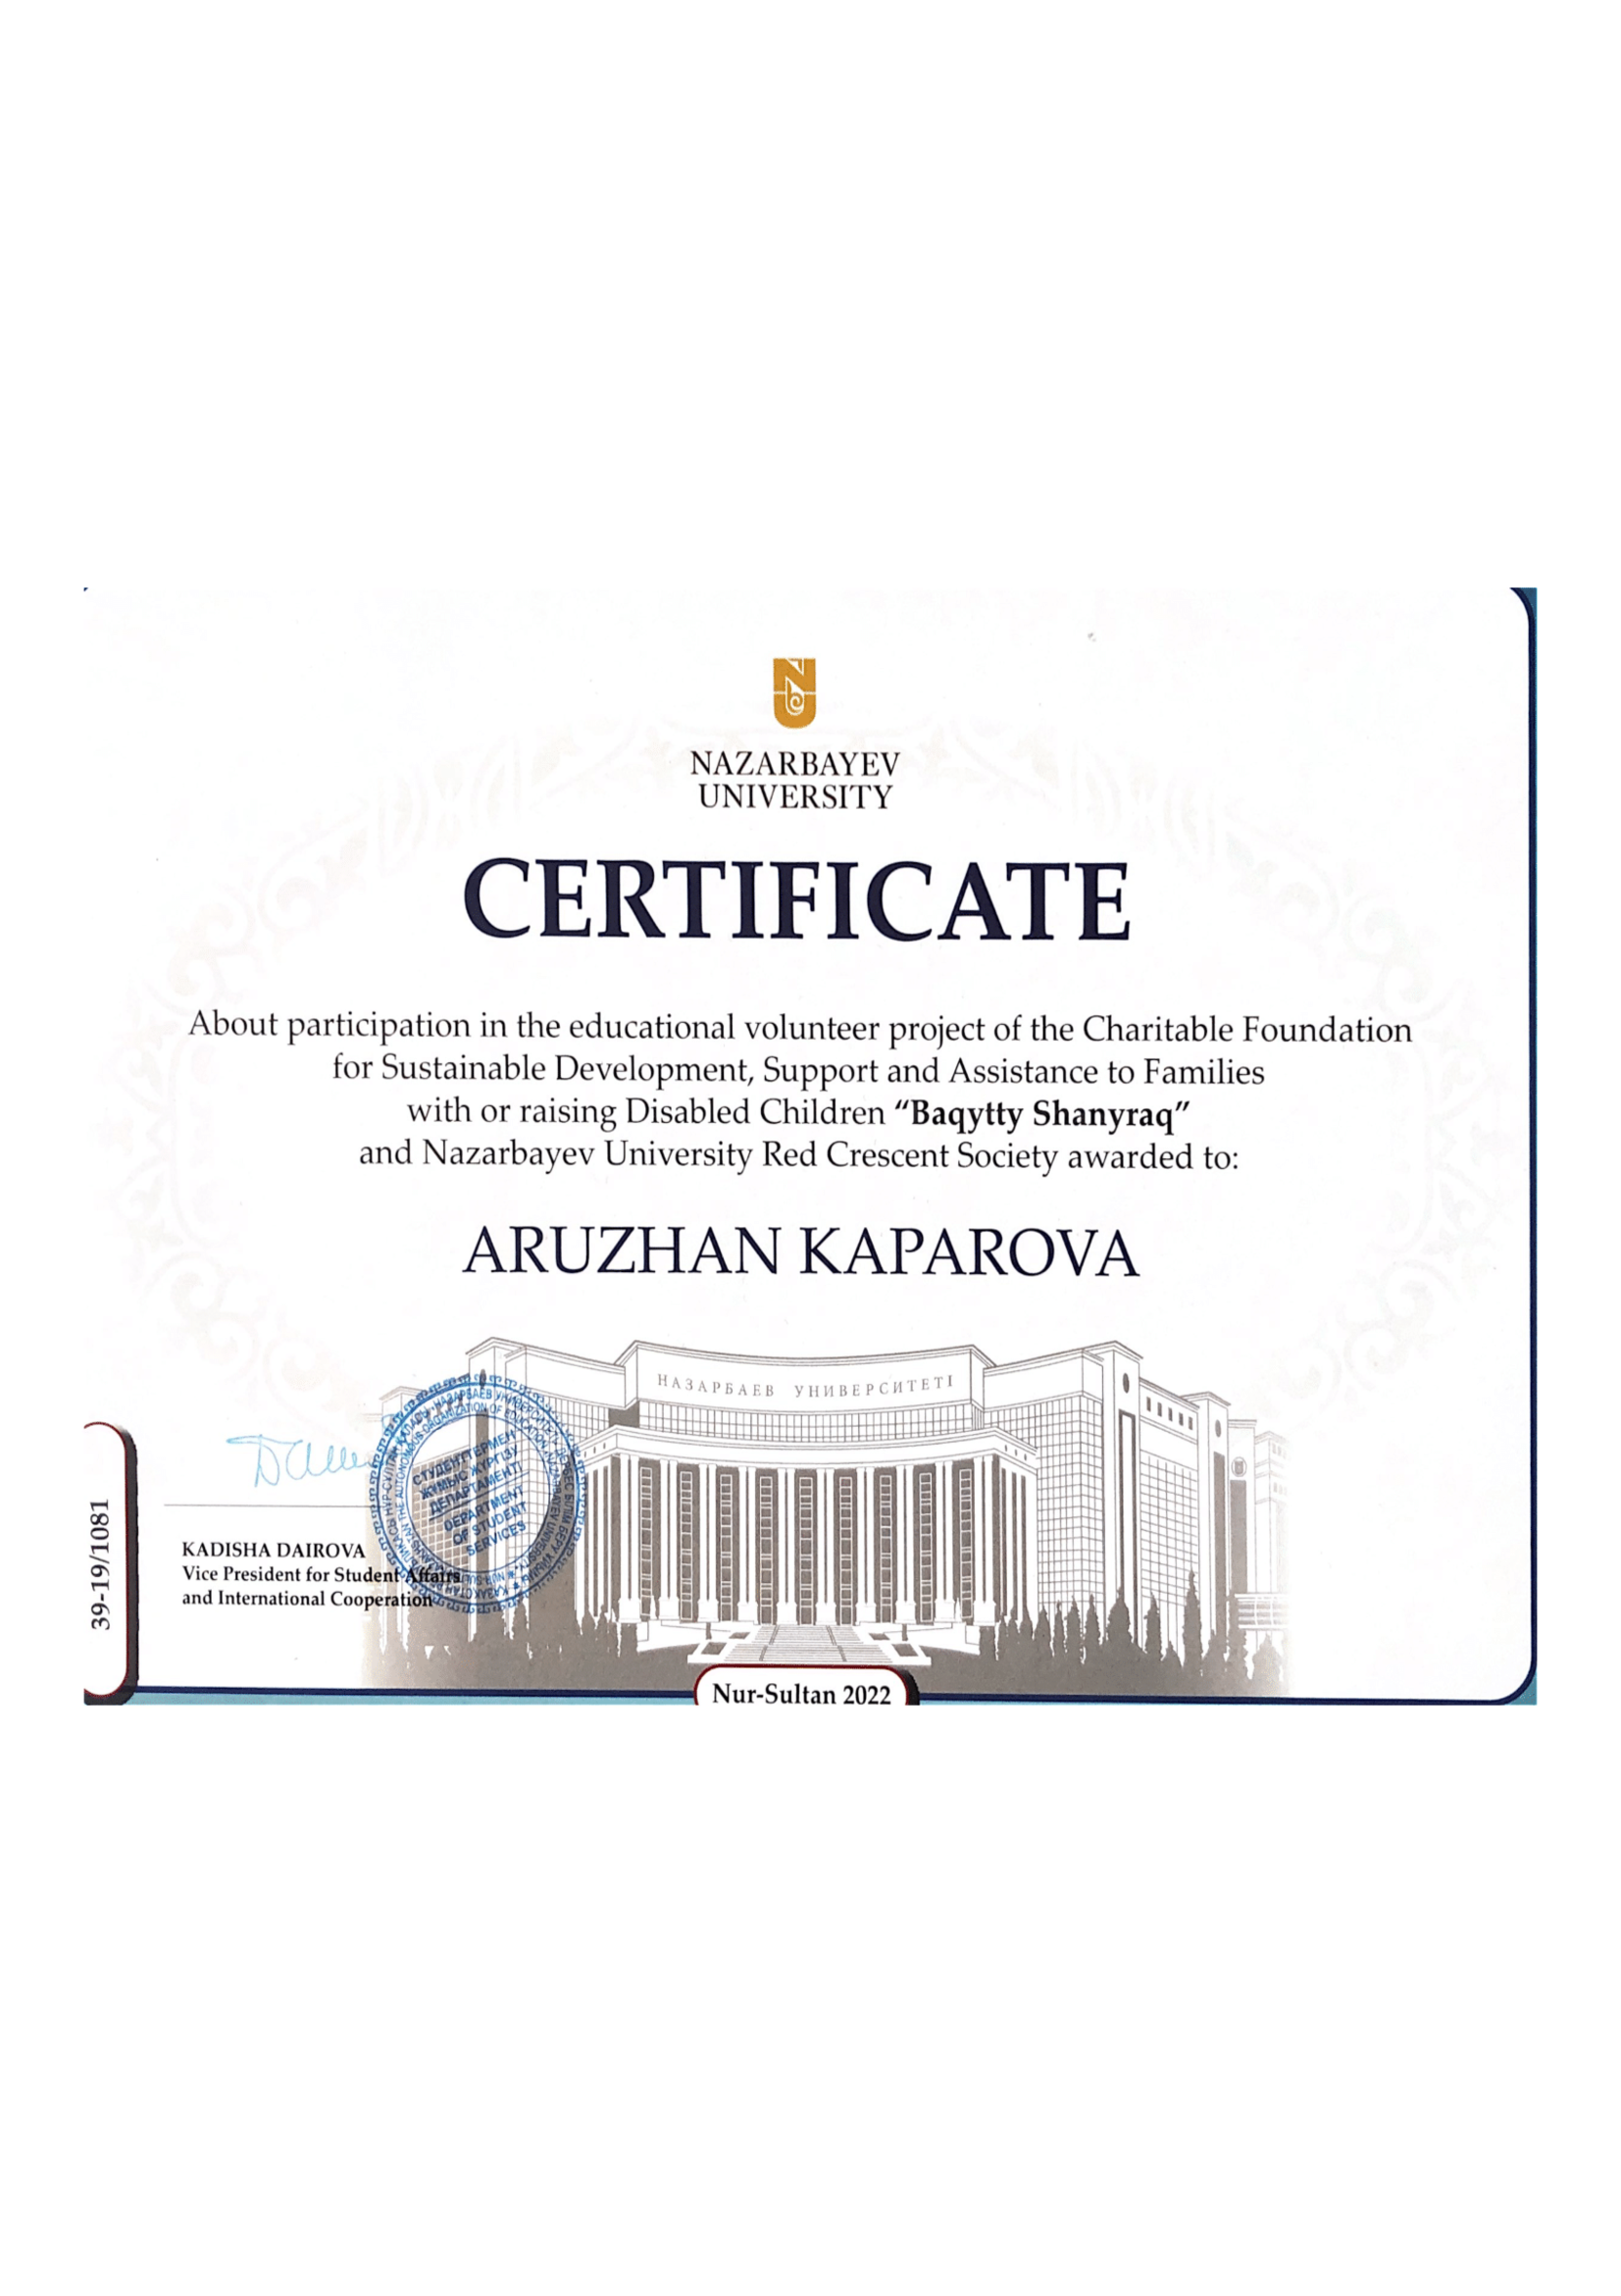 NAZARBAYEV
UNIVERSITY
CERTIFICATE
About participation in the educational volunteer project of the Charitable Foundation
for Sustainable Development, Support and Assistance to Families
with or raising Disabled Children “Baqytty Shanyraq”
and Nazarbayev University Red Crescent Society awarded to:
ARUZHAN KAPAROVA
НАЗАРБАЕВ УНИВЕРСИТЕТІ
СТУДЕНТТЕРМЕН
ЖҰМЫС ЖҮРГІЗУ
ДЕПАРТАМЕНТІ
DEPARTMENT
OF STUDENT
SERVICES
KADISHA DAIROVA
Vice President for Student Affairs
and International Cooperation
39-19/1081
Nur-Sultan 2022